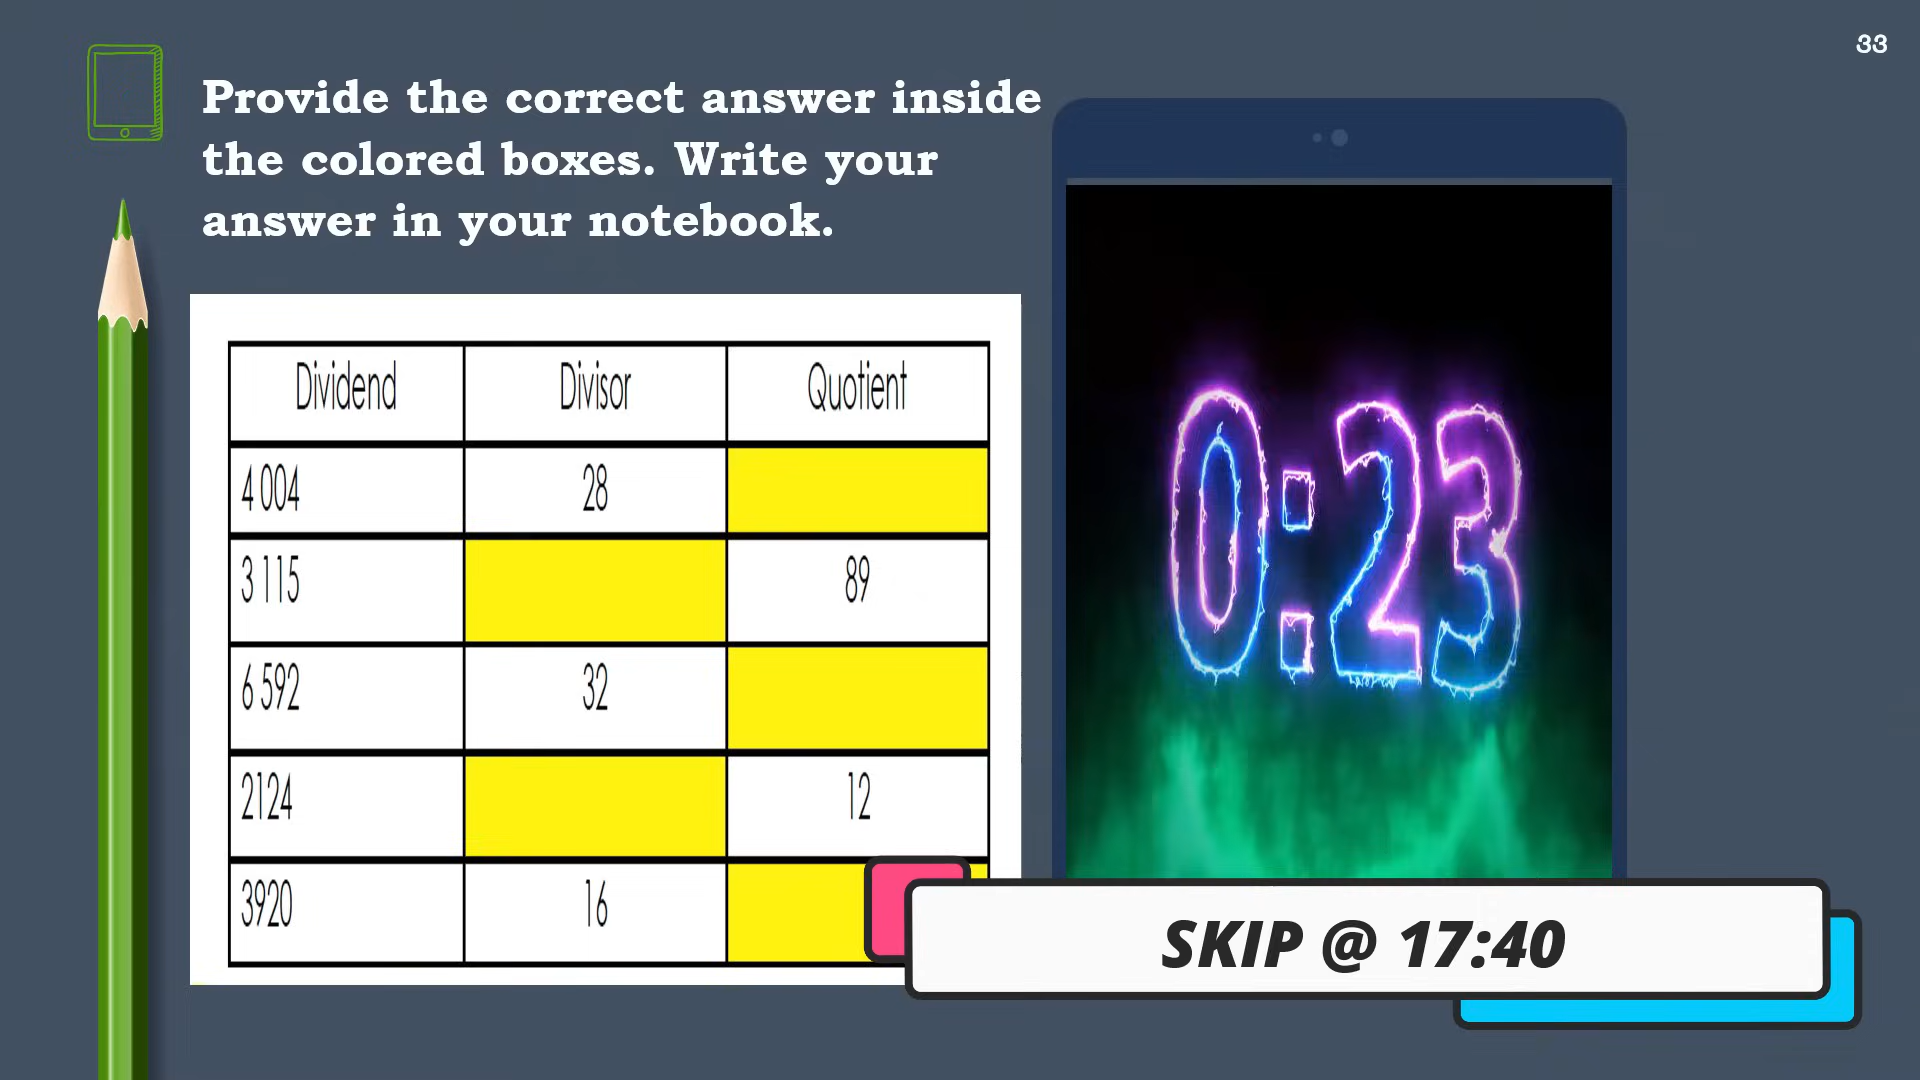 33
Provide the correct answer inside
the colored boxes. Write your
answer in your notebook.
Dividend Divisor Quotient
4 004 28
3 115 89
6 592 32
2124 12
3920 16
0:23
SKIP @ 17:40